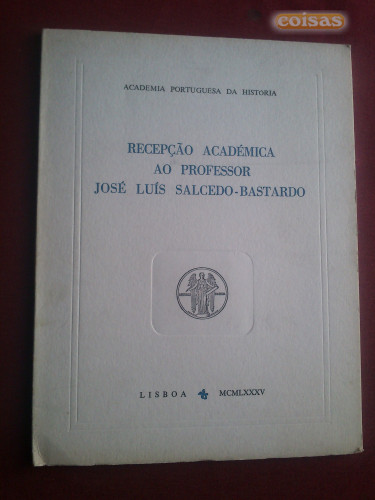 coisas
ACADEMIA PORTUGUESA DA HISTORIA
RECEPÇÃO ACADÉMICA
AO PROFESSOR
JOSÉ LUÍS SALCEDO-BASTARDO
LISBOA MCMLXXXV